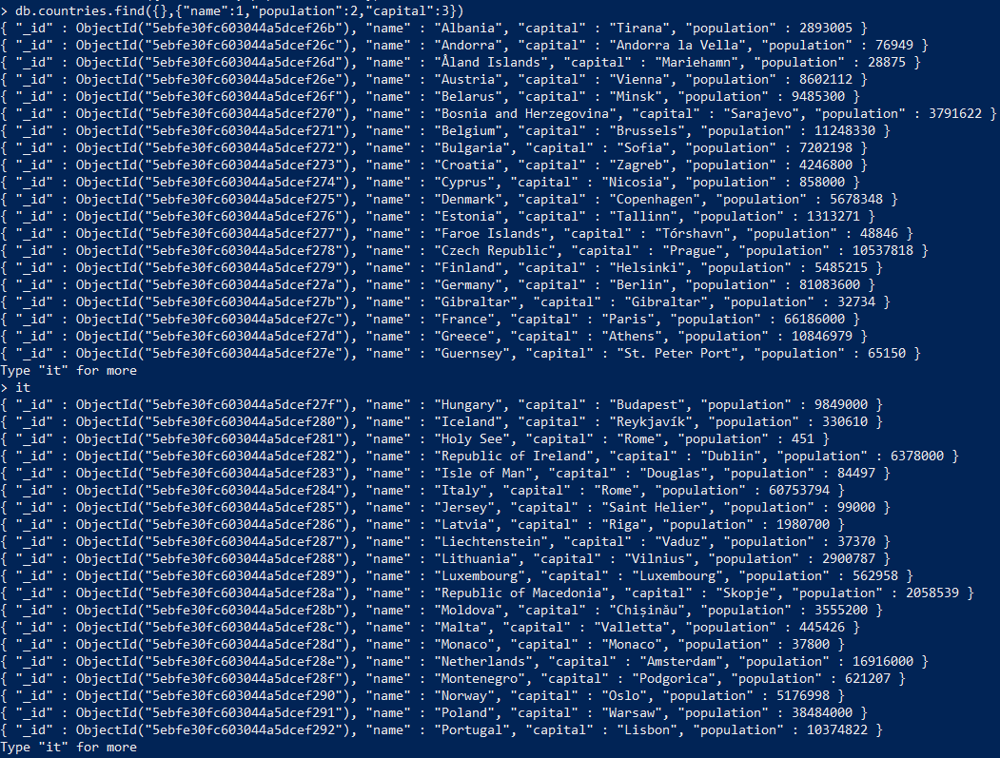 > db.countries.find({},{"name":1,"population":2,"capital":3})
{ "_id" : ObjectId("5ebfe30fc603044a5dcef26b"), "name" : "Albania", "capital" : "Tirana", "population" : 2893005 }
{ "_id" : ObjectId("5ebfe30fc603044a5dcef26c"), "name" : "Andorra", "capital" : "Andorra la Vella", "population" : 76949 }
{ "_id" : ObjectId("5ebfe30fc603044a5dcef26d"), "name" : "Åland Islands", "capital" : "Mariehamn", "population" : 28875 }
{ "_id" : ObjectId("5ebfe30fc603044a5dcef26e"), "name" : "Austria", "capital" : "Vienna", "population" : 8602112 }
{ "_id" : ObjectId("5ebfe30fc603044a5dcef26f"), "name" : "Belarus", "capital" : "Minsk", "population" : 9485300 }
{ "_id" : ObjectId("5ebfe30fc603044a5dcef270"), "name" : "Bosnia and Herzegovina", "capital" : "Sarajevo", "population" : 3791622 }
{ "_id" : ObjectId("5ebfe30fc603044a5dcef271"), "name" : "Belgium", "capital" : "Brussels", "population" : 11248330 }
{ "_id" : ObjectId("5ebfe30fc603044a5dcef272"), "name" : "Bulgaria", "capital" : "Sofia", "population" : 7202198 }
{ "_id" : ObjectId("5ebfe30fc603044a5dcef273"), "name" : "Croatia", "capital" : "Zagreb", "population" : 4246800 }
{ "_id" : ObjectId("5ebfe30fc603044a5dcef274"), "name" : "Cyprus", "capital" : "Nicosia", "population" : 858000 }
{ "_id" : ObjectId("5ebfe30fc603044a5dcef275"), "name" : "Denmark", "capital" : "Copenhagen", "population" : 5678348 }
{ "_id" : ObjectId("5ebfe30fc603044a5dcef276"), "name" : "Estonia", "capital" : "Tallinn", "population" : 1313271 }
{ "_id" : ObjectId("5ebfe30fc603044a5dcef277"), "name" : "Faroe Islands", "capital" : "Tórshavn", "population" : 48846 }
{ "_id" : ObjectId("5ebfe30fc603044a5dcef278"), "name" : "Czech Republic", "capital" : "Prague", "population" : 10537818 }
{ "_id" : ObjectId("5ebfe30fc603044a5dcef279"), "name" : "Finland", "capital" : "Helsinki", "population" : 5485215 }
{ "_id" : ObjectId("5ebfe30fc603044a5dcef27a"), "name" : "Germany", "capital" : "Berlin", "population" : 81083600 }
{ "_id" : ObjectId("5ebfe30fc603044a5dcef27b"), "name" : "Gibraltar", "capital" : "Gibraltar", "population" : 32734 }
{ "_id" : ObjectId("5ebfe30fc603044a5dcef27c"), "name" : "France", "capital" : "Paris", "population" : 66186000 }
{ "_id" : ObjectId("5ebfe30fc603044a5dcef27d"), "name" : "Greece", "capital" : "Athens", "population" : 10846979 }
{ "_id" : ObjectId("5ebfe30fc603044a5dcef27e"), "name" : "Guernsey", "capital" : "St. Peter Port", "population" : 65150 }
Type "it" for more
> it
{ "_id" : ObjectId("5ebfe30fc603044a5dcef27f"), "name" : "Hungary", "capital" : "Budapest", "population" : 9849000 }
{ "_id" : ObjectId("5ebfe30fc603044a5dcef280"), "name" : "Iceland", "capital" : "Reykjavík", "population" : 330610 }
{ "_id" : ObjectId("5ebfe30fc603044a5dcef281"), "name" : "Holy See", "capital" : "Rome", "population" : 451 }
{ "_id" : ObjectId("5ebfe30fc603044a5dcef282"), "name" : "Republic of Ireland", "capital" : "Dublin", "population" : 6378000 }
{ "_id" : ObjectId("5ebfe30fc603044a5dcef283"), "name" : "Isle of Man", "capital" : "Douglas", "population" : 84497 }
{ "_id" : ObjectId("5ebfe30fc603044a5dcef284"), "name" : "Italy", "capital" : "Rome", "population" : 60753794 }
{ "_id" : ObjectId("5ebfe30fc603044a5dcef285"), "name" : "Jersey", "capital" : "Saint Helier", "population" : 99000 }
{ "_id" : ObjectId("5ebfe30fc603044a5dcef286"), "name" : "Latvia", "capital" : "Riga", "population" : 1980700 }
{ "_id" : ObjectId("5ebfe30fc603044a5dcef287"), "name" : "Liechtenstein", "capital" : "Vaduz", "population" : 37370 }
{ "_id" : ObjectId("5ebfe30fc603044a5dcef288"), "name" : "Lithuania", "capital" : "Vilnius", "population" : 2900787 }
{ "_id" : ObjectId("5ebfe30fc603044a5dcef289"), "name" : "Luxembourg", "capital" : "Luxembourg", "population" : 562958 }
{ "_id" : ObjectId("5ebfe30fc603044a5dcef28a"), "name" : "Republic of Macedonia", "capital" : "Skopje", "population" : 2058539 }
{ "_id" : ObjectId("5ebfe30fc603044a5dcef28b"), "name" : "Moldova", "capital" : "Chișinău", "population" : 3555200 }
{ "_id" : ObjectId("5ebfe30fc603044a5dcef28c"), "name" : "Malta", "capital" : "Valletta", "population" : 445426 }
{ "_id" : ObjectId("5ebfe30fc603044a5dcef28d"), "name" : "Monaco", "capital" : "Monaco", "population" : 37800 }
{ "_id" : ObjectId("5ebfe30fc603044a5dcef28e"), "name" : "Netherlands", "capital" : "Amsterdam", "population" : 16916000 }
{ "_id" : ObjectId("5ebfe30fc603044a5dcef28f"), "name" : "Montenegro", "capital" : "Podgorica", "population" : 621207 }
{ "_id" : ObjectId("5ebfe30fc603044a5dcef290"), "name" : "Norway", "capital" : "Oslo", "population" : 5176998 }
{ "_id" : ObjectId("5ebfe30fc603044a5dcef291"), "name" : "Poland", "capital" : "Warsaw", "population" : 38484000 }
{ "_id" : ObjectId("5ebfe30fc603044a5dcef292"), "name" : "Portugal", "capital" : "Lisbon", "population" : 10374822 }
Type "it" for more